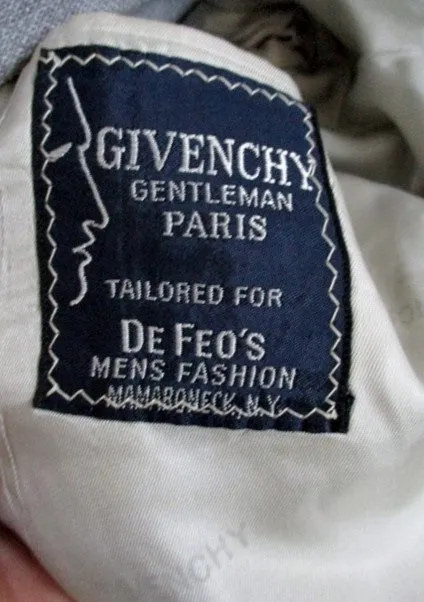 GIVENCHY
GENTLEMAN
PARIS
TAILORED FOR
DE FEO'S
MENS FASHION
MAMARONECK, N.Y.